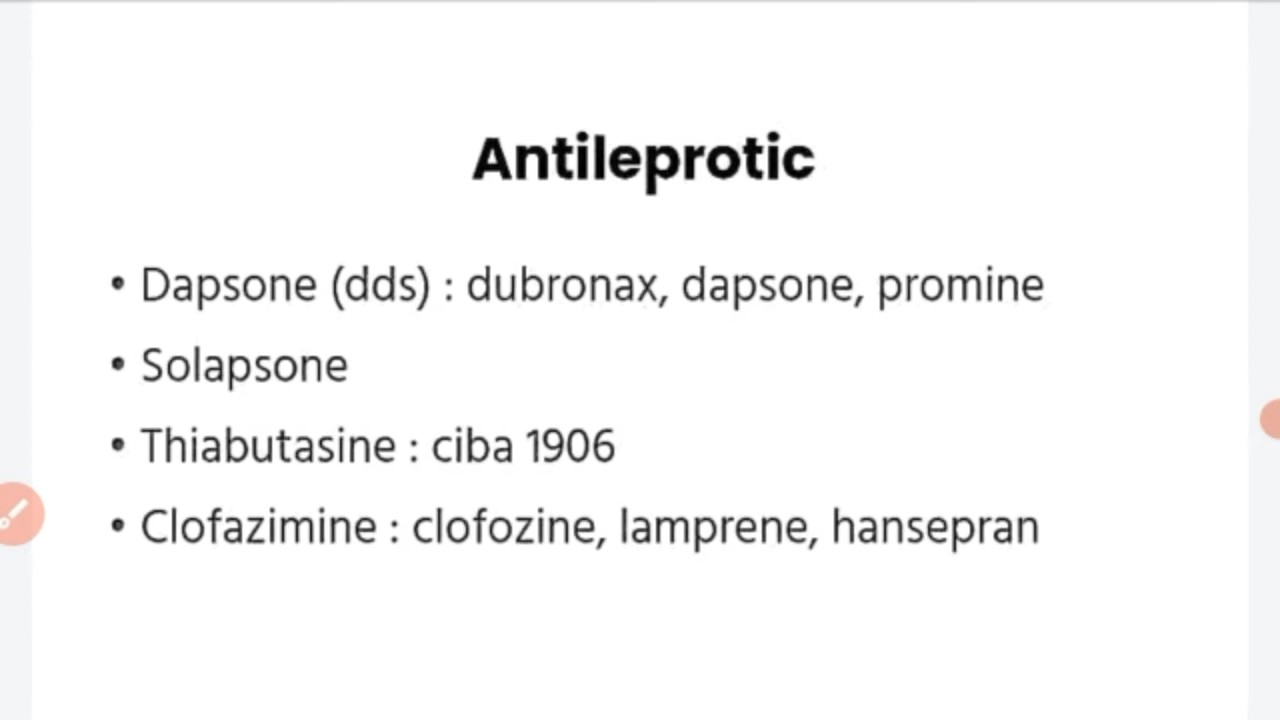 Antileprotic
• Dapsone (dds) : dubronax, dapsone, promine
• Solapsone
• Thiabutasine : ciba 1906
• Clofazimine : clofozine, lamprene, hansepran